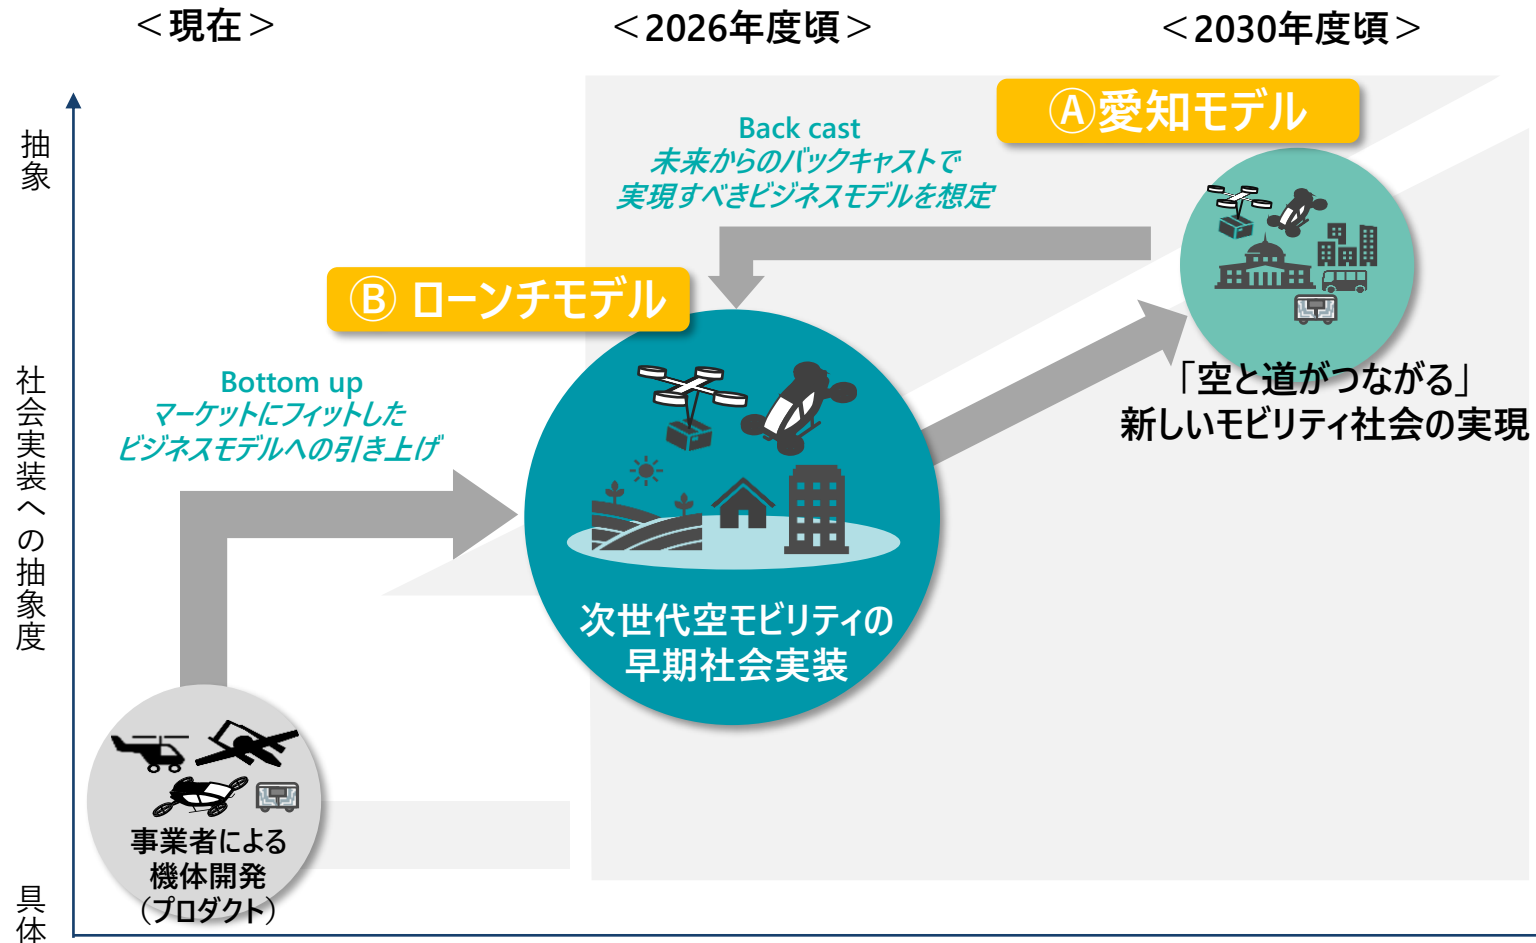 ＜現在＞
＜2026年度頃＞
＜2030年度頃＞
抽象
社会実装への抽象度
具体
Ⓐ愛知モデル
Back cast
未来からのバックキャストで
実現すべきビジネスモデルを想定
Ⓑ ローンチモデル
Bottom up
マーケットにフィットした
ビジネスモデルへの引き上げ
「空と道がつながる」
新しいモビリティ社会の実現
次世代空モビリティの
早期社会実装
事業者による
機体開発
（プロダクト）